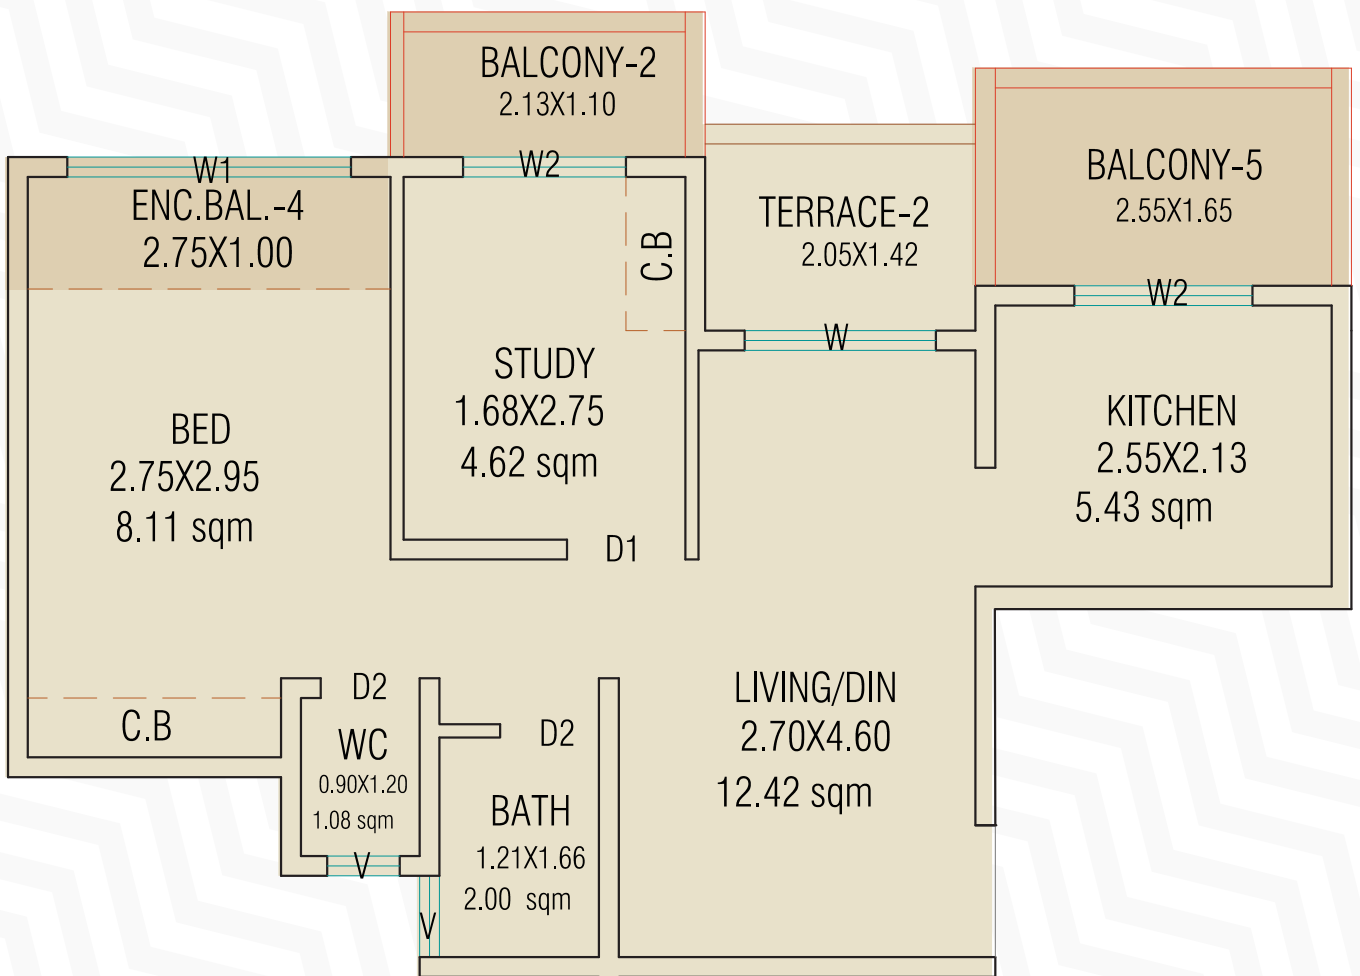 BALCONY-2
2.13X1.10
W1
W2
ENC.BAL.-4
2.75X1.00
C.B
TERRACE-2
2.05X1.42
BALCONY-5
2.55X1.65
W2
W
STUDY
1.68X2.75
4.62 sqm
BED
2.75X2.95
8.11 sqm
KITCHEN
2.55X2.13
5.43 sqm
D1
LIVING/DIN
2.70X4.60
12.42 sqm
D2
C.B
WC
0.90X1.20
1.08 sqm
V
D2
BATH
1.21X1.66
2.00 sqm
V